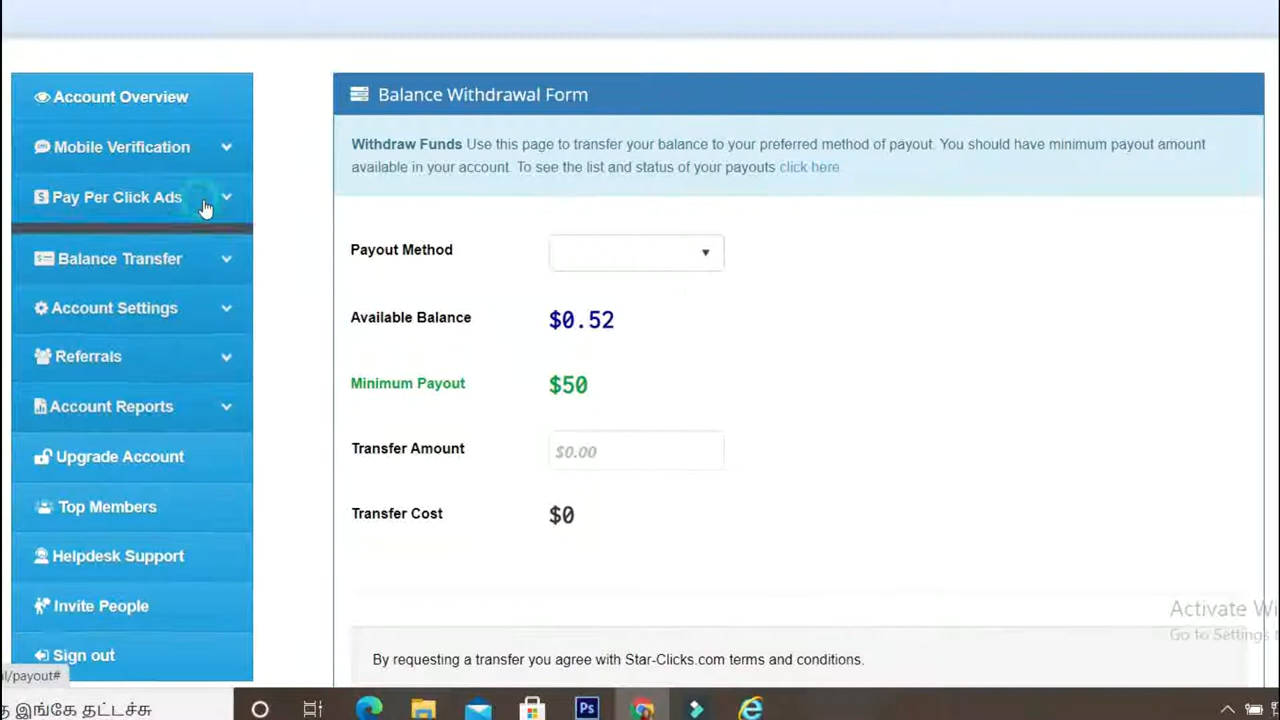 Account Overview
Mobile Verification
Pay Per Click Ads
Balance Transfer
Account Settings
Referrals
Account Reports
Upgrade Account
Top Members
Helpdesk Support
Invite People
Sign out
Balance Withdrawal Form
Withdraw Funds Use this page to transfer your balance to your preferred method of payout. You should have minimum payout amount
available in your account. To see the list and status of your payouts click here.
Payout Method
Available Balance $0.52
Minimum Payout $50
Transfer Amount $0.00
Transfer Cost $0
By requesting a transfer you agree with Star-Clicks.com terms and conditions.
Activate
Go to Settings
/payout#
இங்கே தட்டச்சு
Ps